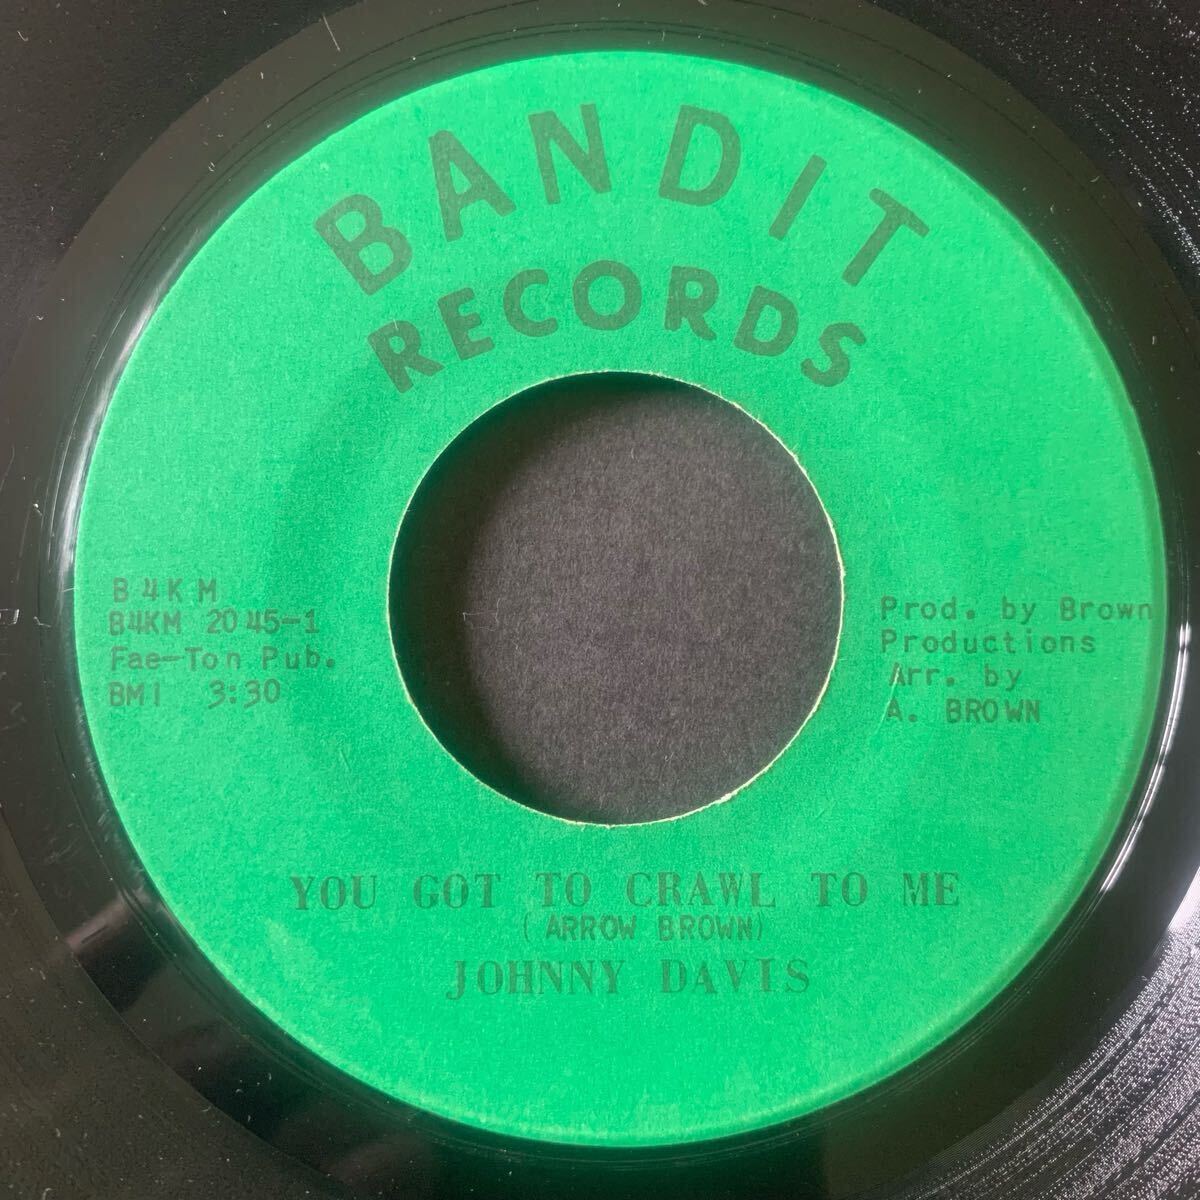 BANDIT
RECORDS
B4KM
B4KM 2045-1
Fae-Ton Pub.
BMI 3:30
Prod. by Brown
Productions
Arr. by
A. BROWN
YOU GOT TO CRAWL TO ME
(ARROW BROWN)
JOHNNY DAVIS